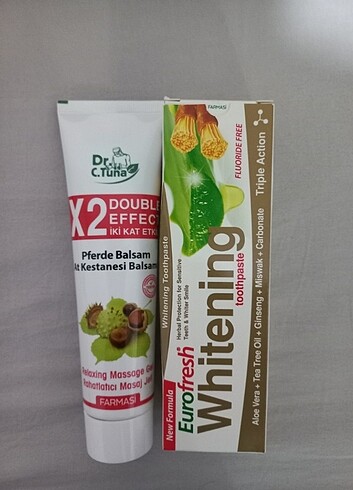 Dr.
C.Tuna
X2
DOUBLE
EFFECT
İKİ KAT ETKİ
Pferde Balsam
At Kestanesi Balsam
Relaxing Massage Gel
Rahatlatıcı Masaj Jeli
FARMASİ
FARMASİ
FLUORIDE FREE
Triple Action
Whitening Toothpaste
Herbal Protection for Sensitive
Teeth & Whiter Smile
New Formula
Eurofresh
Whitening
toothpaste
Aloe Vera + Tea Tree Oil + Ginseng + Miswak + Carbonate